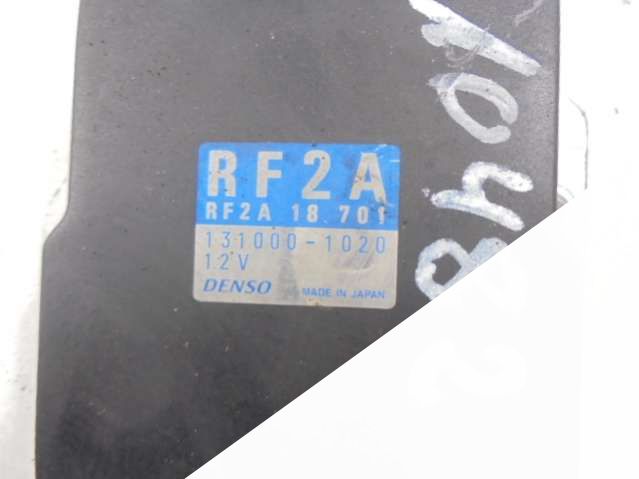 RF2A
RF2A 18 701
131000-1020
12V
DENSO MADE IN JAPAN